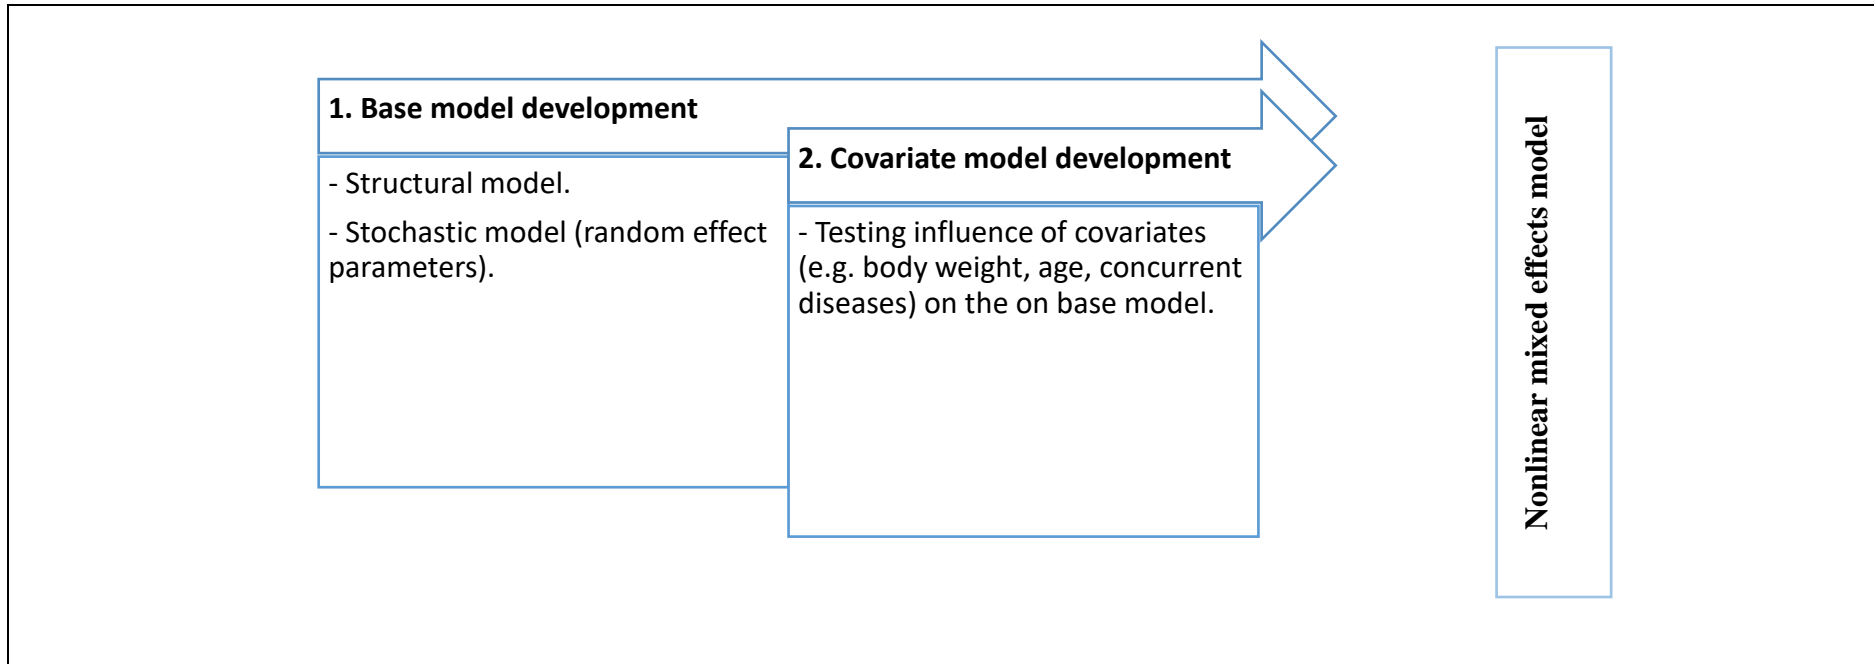 1. Base model development
- Structural model.
- Stochastic model (random effect
parameters).
2. Covariate model development
- Testing influence of covariates
(e.g. body weight, age, concurrent
diseases) on the on base model.
Nonlinear mixed effects model